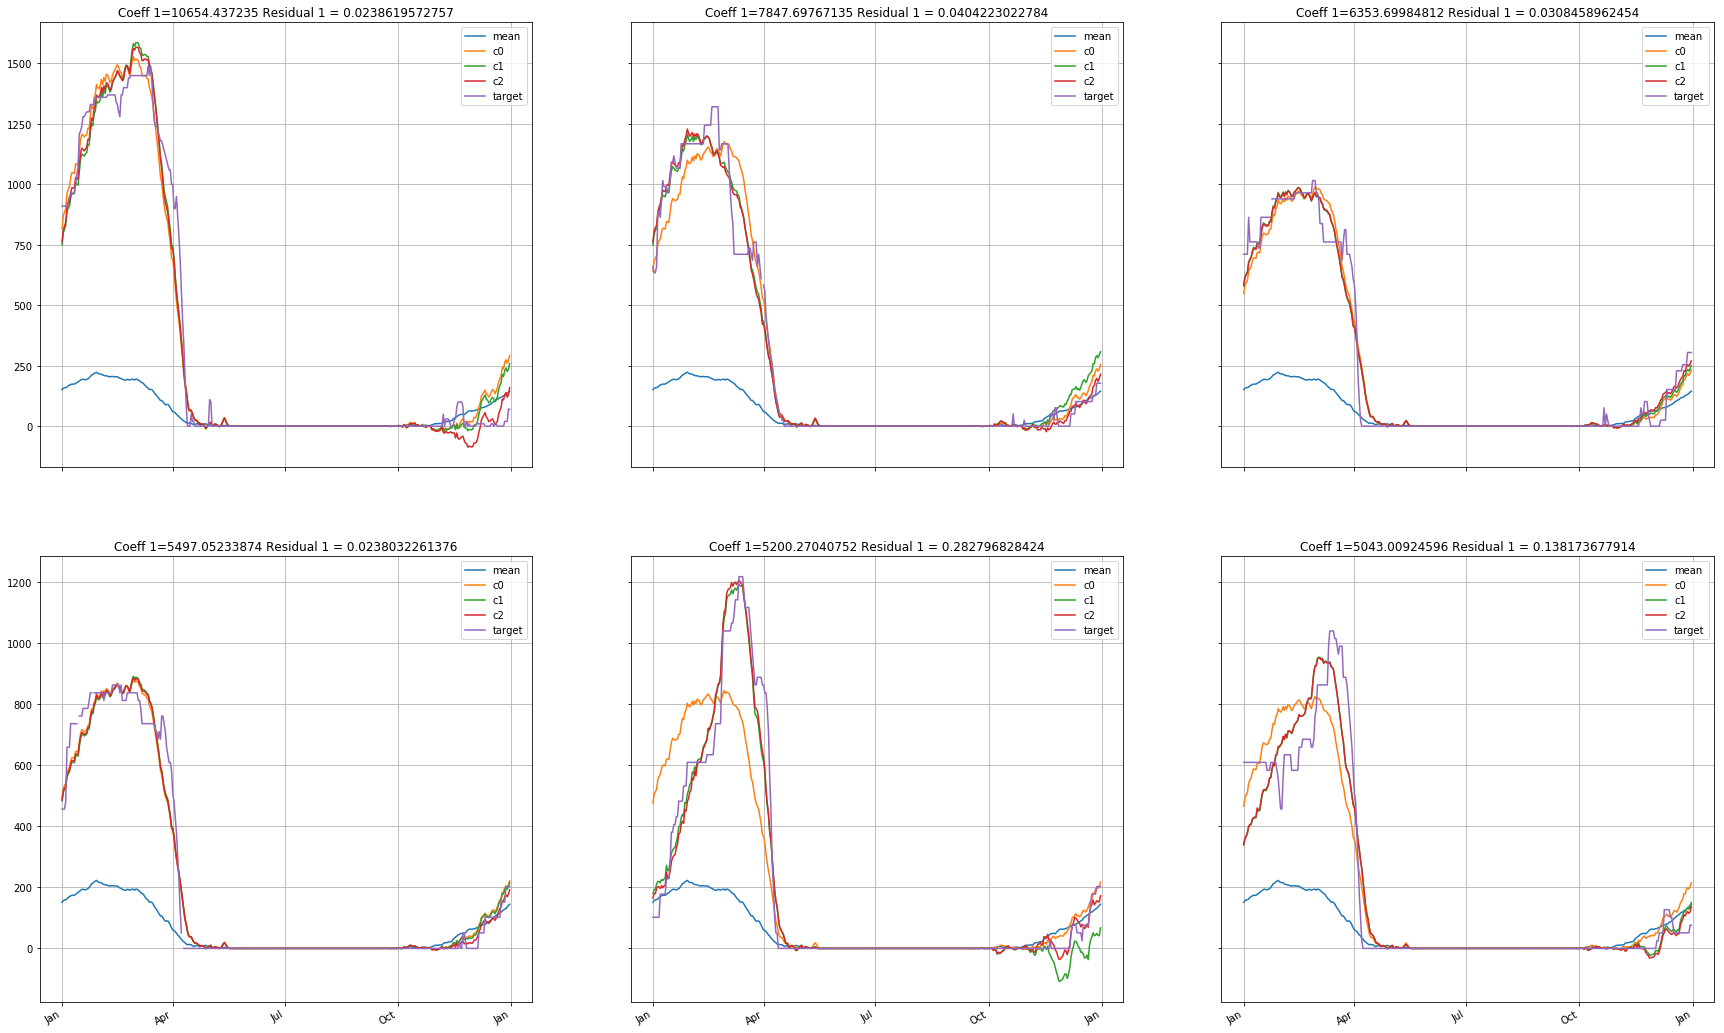 Coeff 1=10654.437235 Residual 1 = 0.0238619572757
mean
c0
c1
c2
target
1500
1250
1000
750
500
250
0
Coeff 1=7847.69767135 Residual 1 = 0.0404223022784
mean
c0
c1
c2
target
Coeff 1=6353.69984812 Residual 1 = 0.0308458962454
mean
c0
c1
c2
target
Coeff 1=5497.05233874 Residual 1 = 0.0238032261376
mean
c0
c1
c2
target
1200
1000
800
600
400
200
0
Jan Apr Jul Oct Jan
Coeff 1=5200.27040752 Residual 1 = 0.282796828424
mean
c0
c1
c2
target
Jan Apr Jul Oct Jan
Coeff 1=5043.00924596 Residual 1 = 0.138173677914
mean
c0
c1
c2
target
Jan Apr Jul Oct Jan